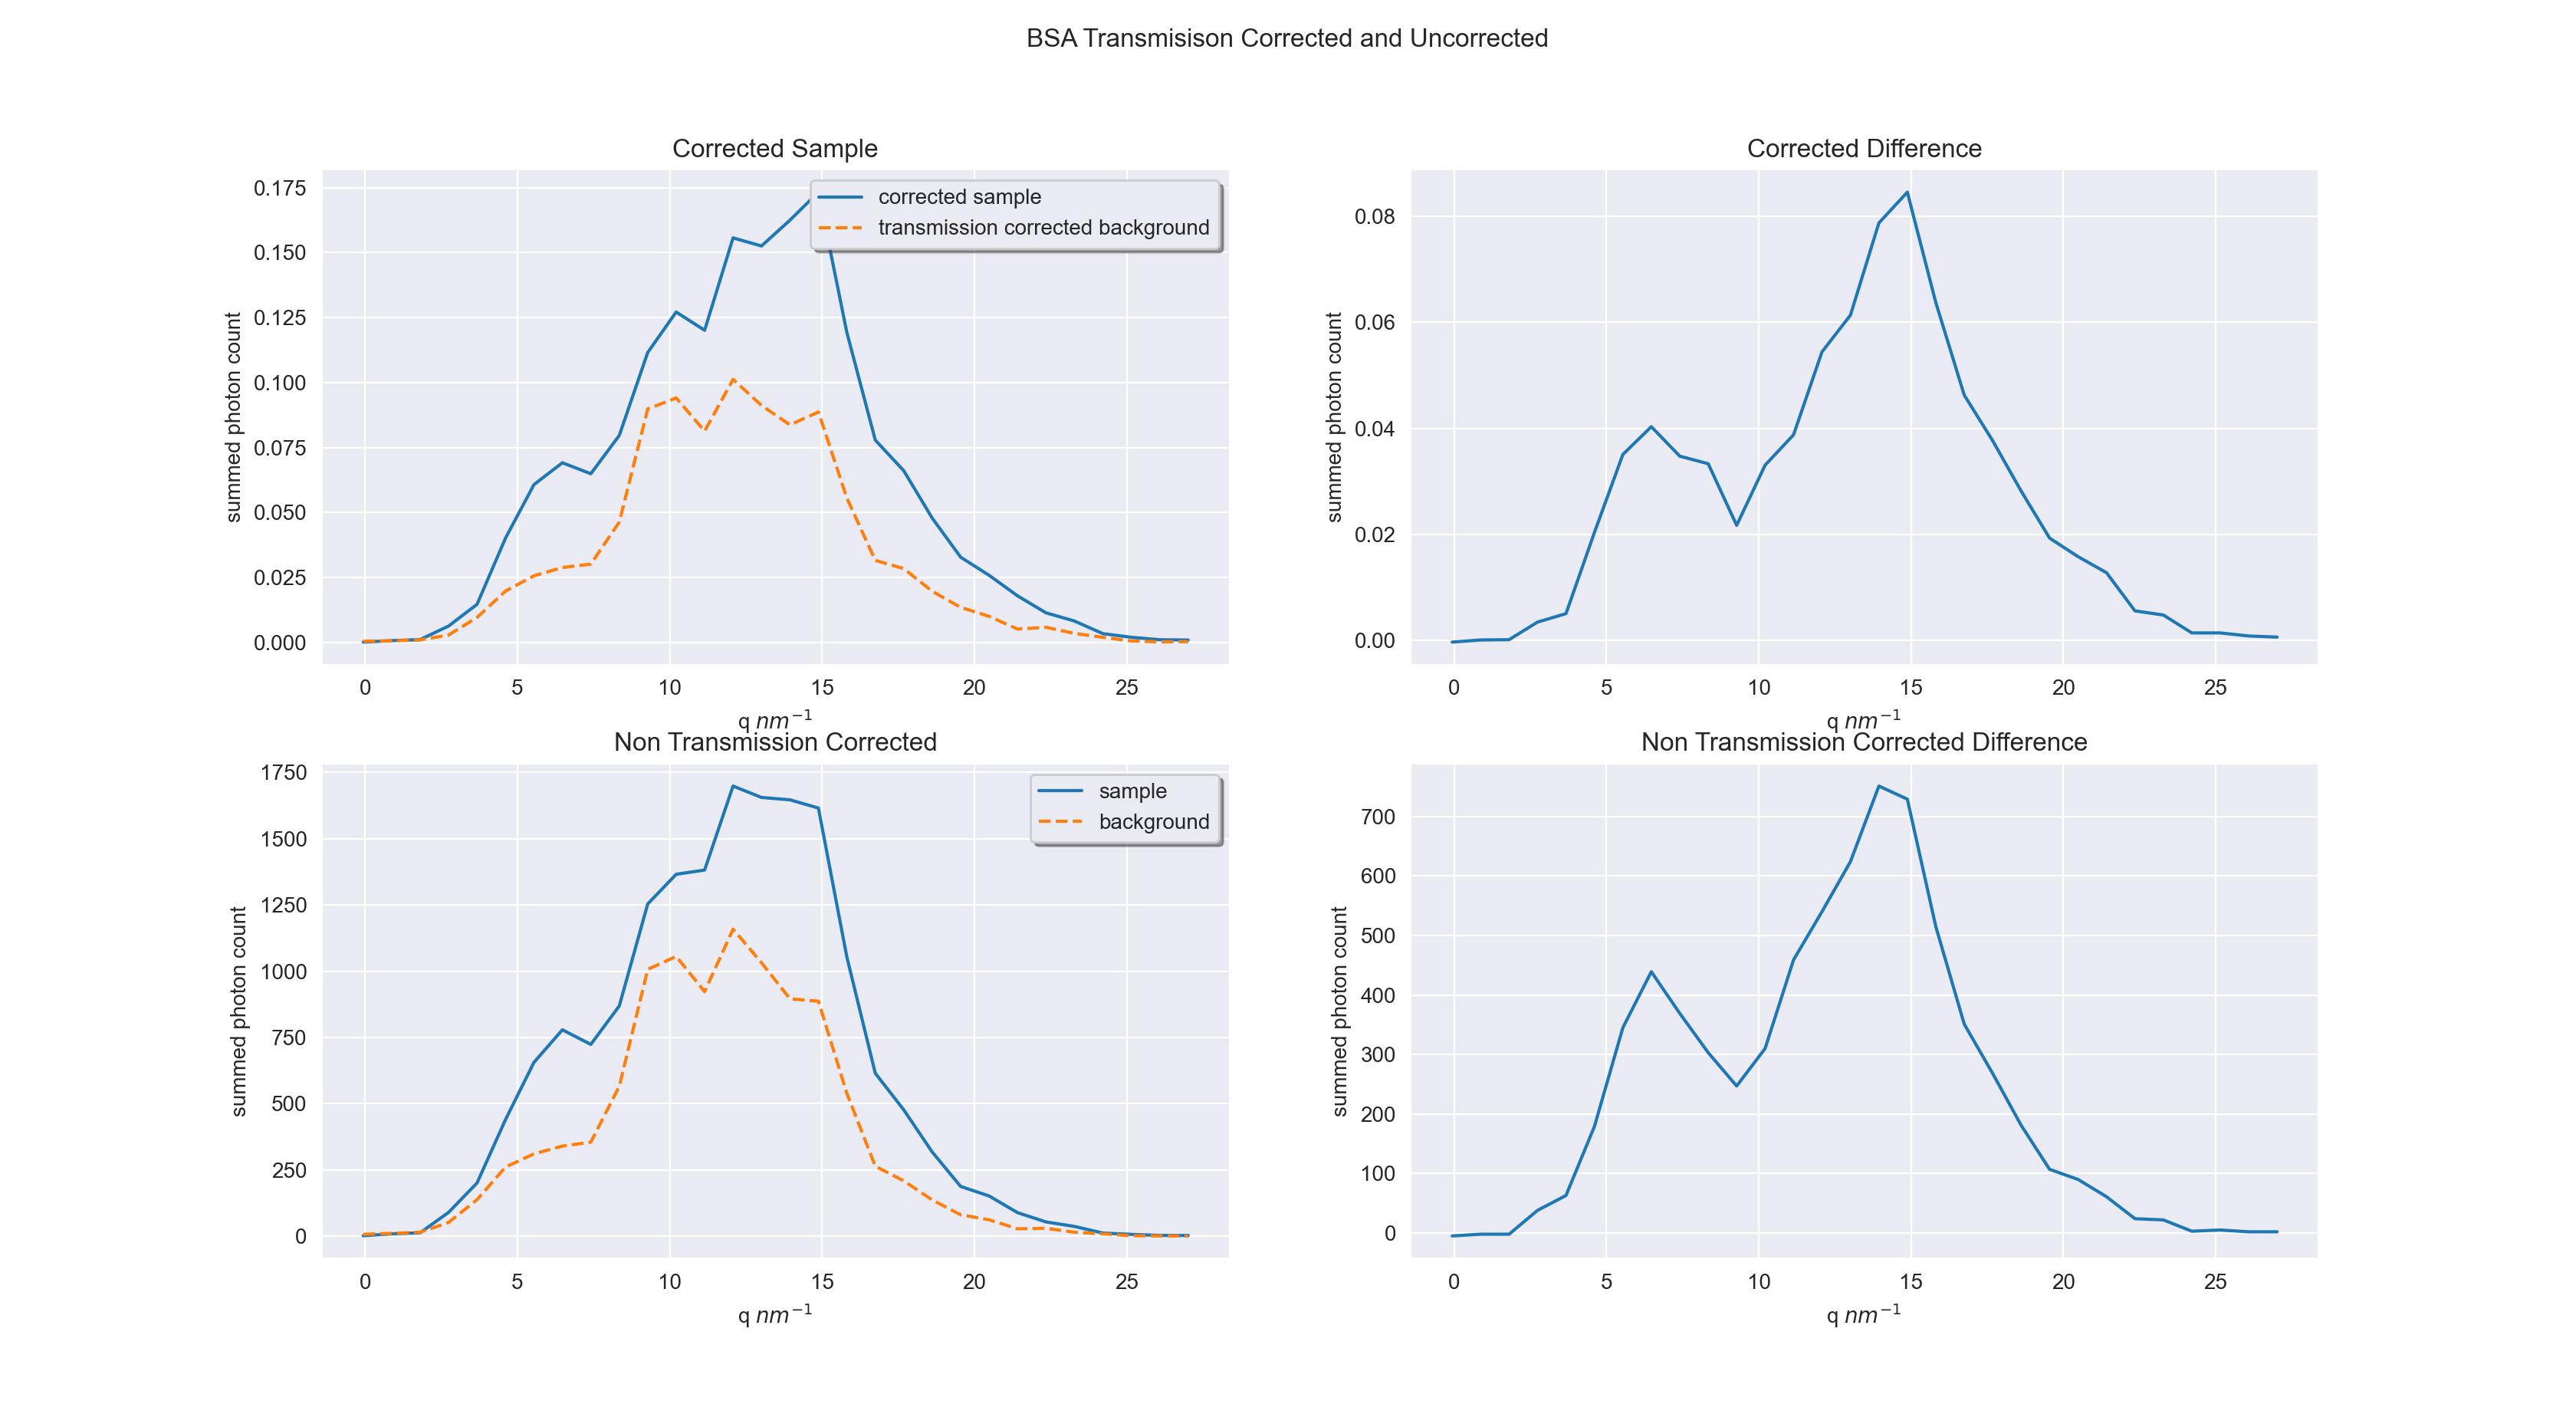 BSA Transmisison Corrected and Uncorrected
Corrected Sample
0.175
0.150
0.125
0.100
0.075
0.050
0.025
0.000
summed photon count
corrected sample
transmission corrected background
0 5 10 15 20 25
q nm⁻¹
Corrected Difference
0.08
0.06
0.04
0.02
0.00
summed photon count
0 5 10 15 20 25
q nm⁻¹
Non Transmission Corrected
1750
1500
1250
1000
750
500
250
0
summed photon count
sample
background
0 5 10 15 20 25
q nm⁻¹
Non Transmission Corrected Difference
700
600
500
400
300
200
100
0
summed photon count
0 5 10 15 20 25
q nm⁻¹